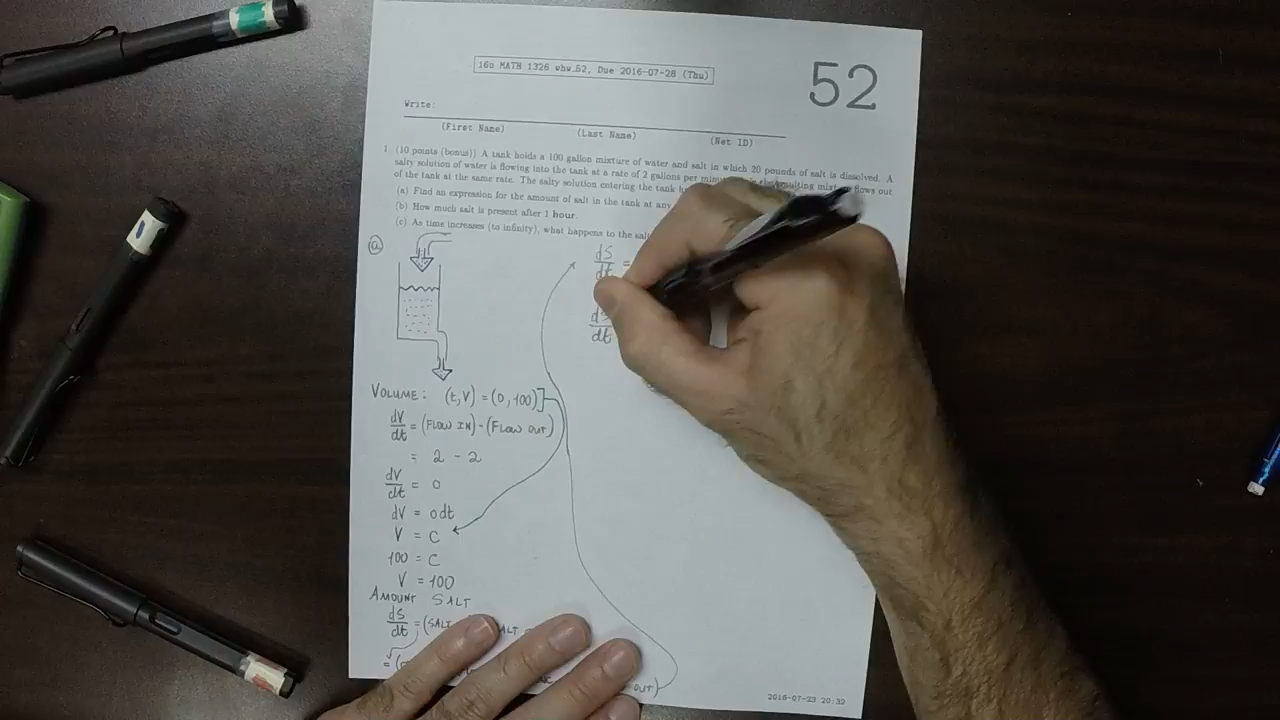 16u MATH 1326 wbw.52, Due 2016-07-28 (Thu)
52
Write:
(First Name) (Last Name) (Net ID)
1 (10 points (bonus)) A tank holds a 100 gallon mixture of water and salt in which 20 pounds of salt is dissolved. A
salty solution of water is flowing into the tank at a rate of 2 gallons per flows out
of the tank at the same rate. The salty solution entering the tank
(a) Find an expression for the amount of salt in the tank at any
(b) How much salt is present after 1 hour.
(c) As time increases (to infinity), what happens to the
a
VOLUME: (t,V) = (0,100)
dV/dt = (FLOW IN) - (FLOW OUT)
= 2 - 2
dV/dt = 0
dV = 0dt
V = C
100 = C
V = 100
AMOUNT SALT
dS/dt = (SALT
OUT)
dS/dt =
dS/dt
2016-07-23 20:32